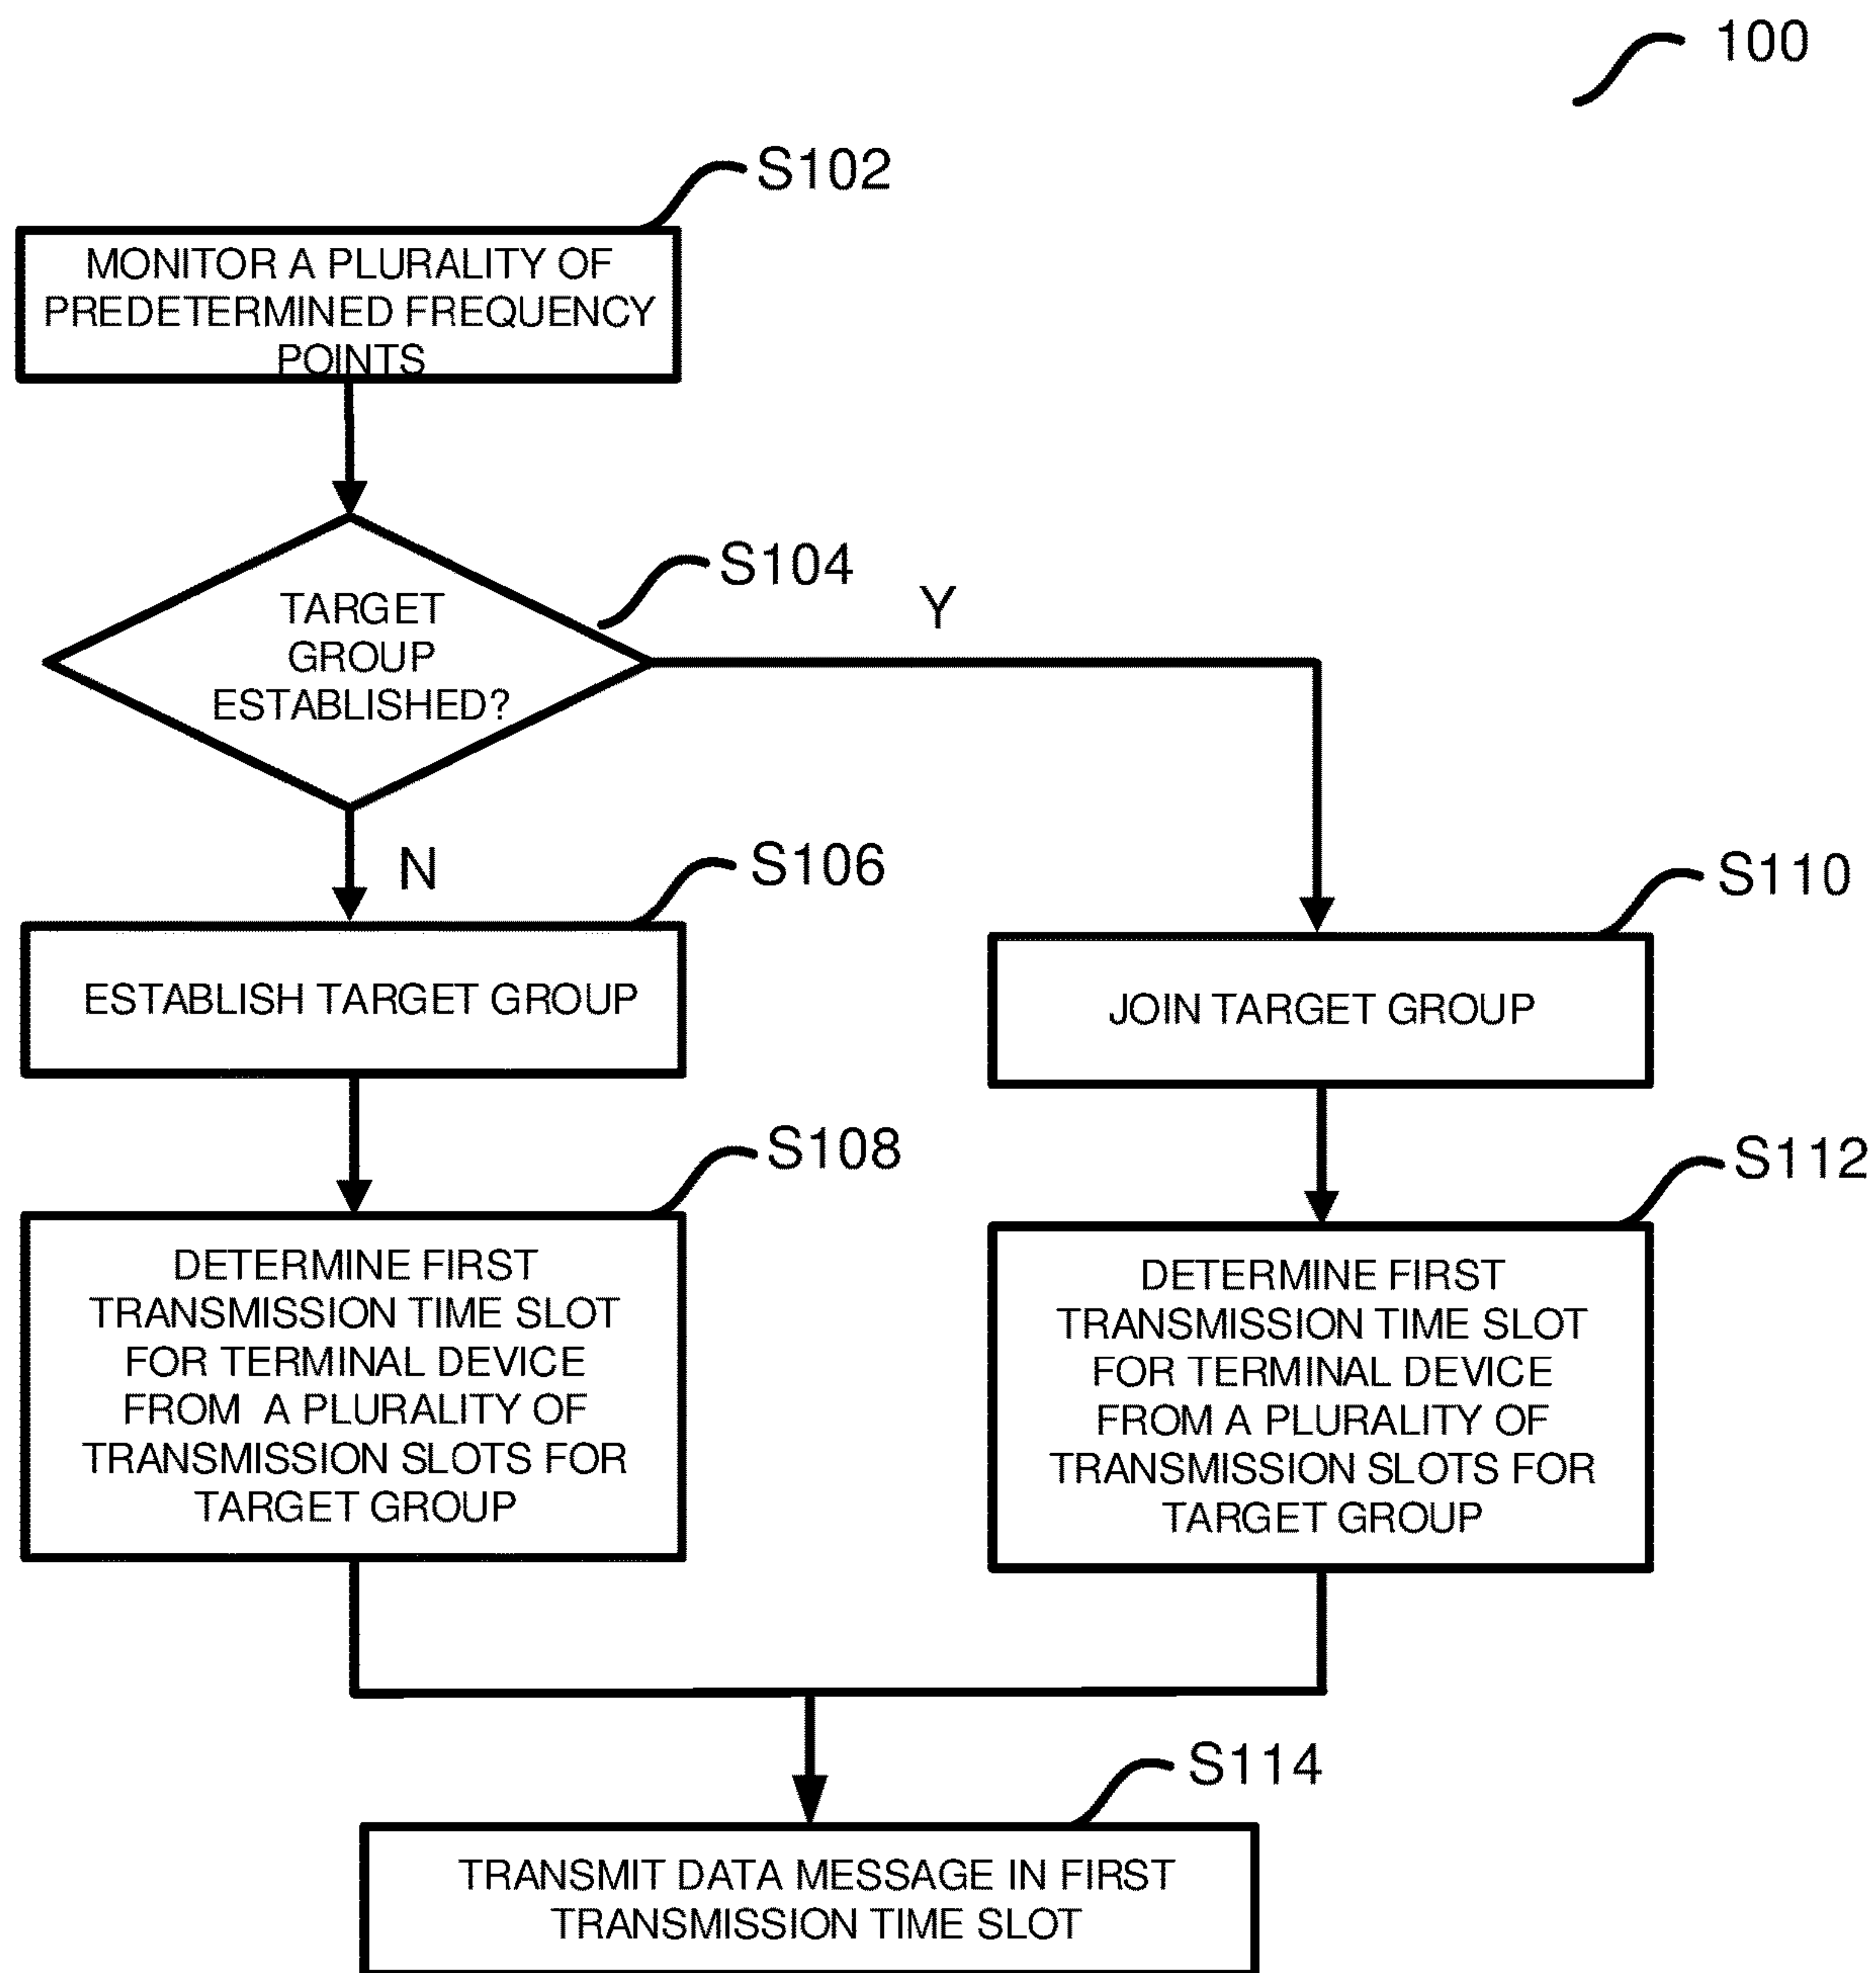 100
S102
MONITOR A PLURALITY OF
PREDETERMINED FREQUENCY
POINTS
S104
TARGET
GROUP
ESTABLISHED?
Y
N
S106
ESTABLISH TARGET GROUP
S110
JOIN TARGET GROUP
S108
DETERMINE FIRST
TRANSMISSION TIME SLOT
FOR TERMINAL DEVICE
FROM A PLURALITY OF
TRANSMISSION SLOTS FOR
TARGET GROUP
S112
DETERMINE FIRST
TRANSMISSION TIME SLOT
FOR TERMINAL DEVICE
FROM A PLURALITY OF
TRANSMISSION SLOTS FOR
TARGET GROUP
S114
TRANSMIT DATA MESSAGE IN FIRST
TRANSMISSION TIME SLOT